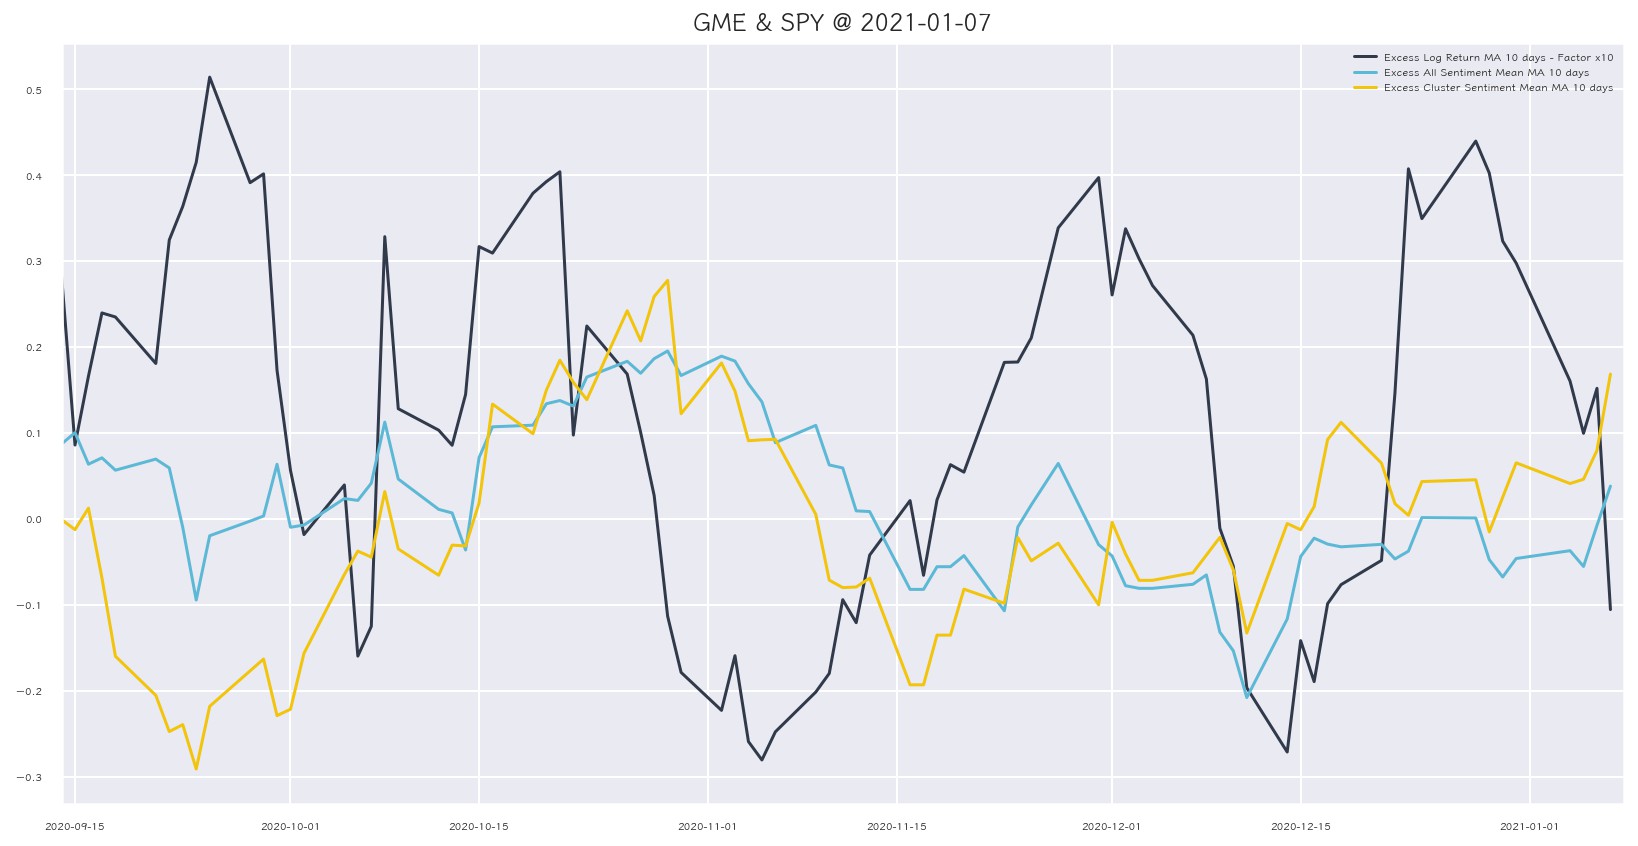 GME & SPY @ 2021-01-07
Excess Log Return MA 10 days - Factor x10
Excess All Sentiment Mean MA 10 days
Excess Cluster Sentiment Mean MA 10 days
0.5
0.4
0.3
0.2
0.1
0.0
−0.1
−0.2
−0.3
2020-09-15 2020-10-01 2020-10-15 2020-11-01 2020-11-15 2020-12-01 2020-12-15 2021-01-01